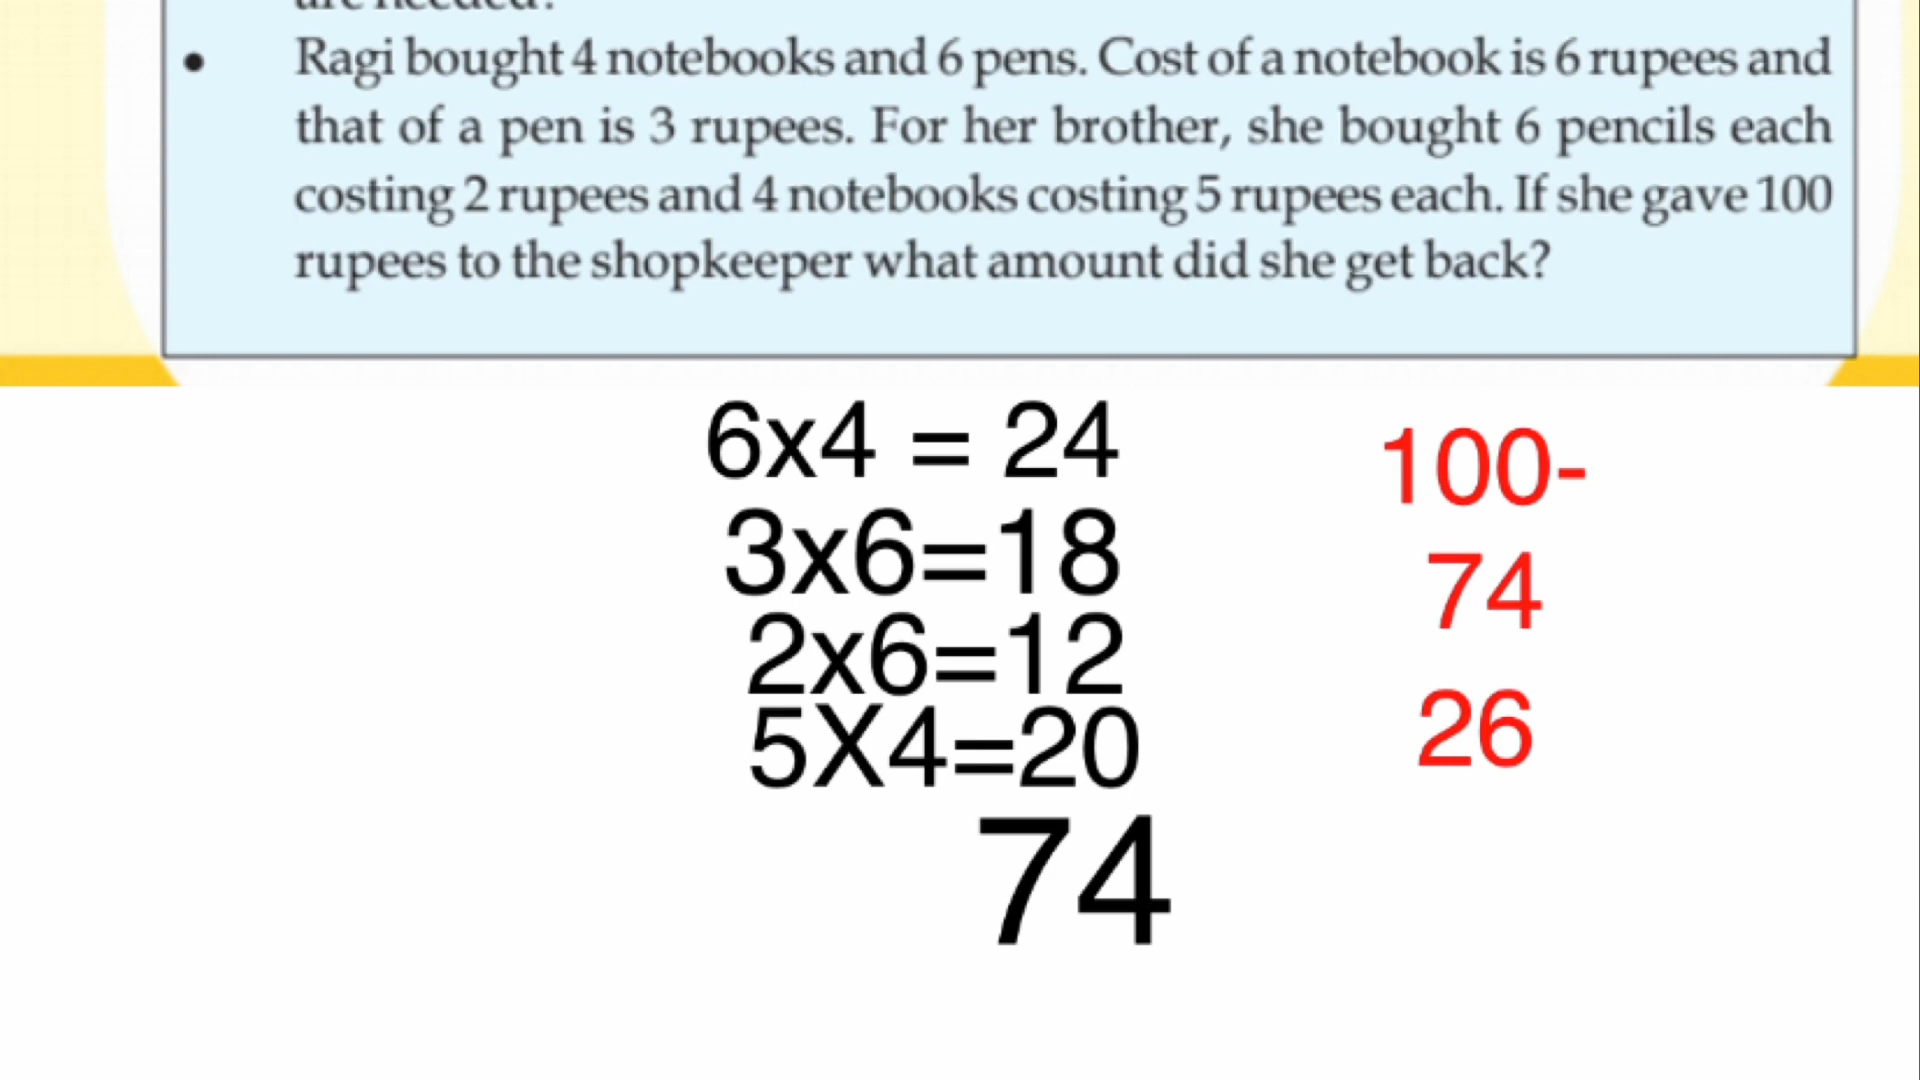 are needed?
• Ragi bought 4 notebooks and 6 pens. Cost of a notebook is 6 rupees and
that of a pen is 3 rupees. For her brother, she bought 6 pencils each
costing 2 rupees and 4 notebooks costing 5 rupees each. If she gave 100
rupees to the shopkeeper what amount did she get back?
6x4 = 24
3x6=18
2x6=12
5X4=20
74
100-
74
26